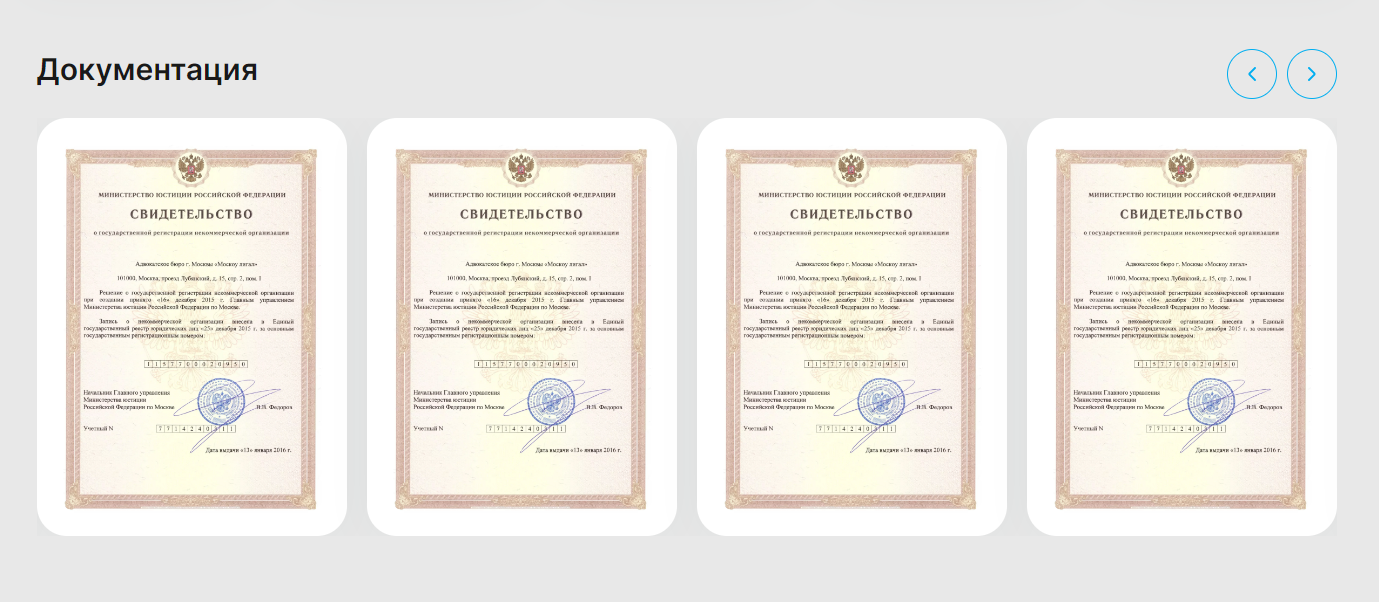 Документация
МИНИСТЕРСТВО ЮСТИЦИИ РОССИЙСКОЙ ФЕДЕРАЦИИ
СВИДЕТЕЛЬСТВО
о государственной регистрации некоммерческой организации
Адвокатское бюро г. Москвы «Москоу лигал»
101000, Москва, проезд Лубянский, д. 15, стр. 2, пом. I
Решение о государственной регистрации некоммерческой организации
при создании принято «16» декабря 2015 г. Главным управлением
Министерства юстиции Российской Федерации по Москве.
Запись о некоммерческой организации внесена в Единый
государственный реестр юридических лиц «25» декабря 2015 г. за основным
государственным регистрационным номером:
1157700020950
Начальник Главного управления
Министерства юстиции
Российской Федерации по Москве Федоров
Учетный N
Дата выдачи «13» января 2016 г.
МИНИСТЕРСТВО ЮСТИЦИИ РОССИЙСКОЙ ФЕДЕРАЦИИ
СВИДЕТЕЛЬСТВО
о государственной регистрации некоммерческой организации
Адвокатское бюро г. Москвы «Москоу лигал»
101000, Москва, проезд Лубянский, д. 15, стр. 2, пом. I
Решение о государственной регистрации некоммерческой организации
при создании принято «16» декабря 2015 г. Главным управлением
Министерства юстиции Российской Федерации по Москве.
Запись о некоммерческой организации внесена в Единый
государственный реестр юридических лиц «25» декабря 2015 г. за основным
государственным регистрационным номером:
1157700020950
Начальник Главного управления
Министерства юстиции
Российской Федерации по Москве Федоров
Учетный N
Дата выдачи «13» января 2016 г.
МИНИСТЕРСТВО ЮСТИЦИИ РОССИЙСКОЙ ФЕДЕРАЦИИ
СВИДЕТЕЛЬСТВО
о государственной регистрации некоммерческой организации
Адвокатское бюро г. Москвы «Москоу лигал»
101000, Москва, проезд Лубянский, д. 15, стр. 2, пом. I
Решение о государственной регистрации некоммерческой организации
при создании принято «16» декабря 2015 г. Главным управлением
Министерства юстиции Российской Федерации по Москве.
Запись о некоммерческой организации внесена в Единый
государственный реестр юридических лиц «25» декабря 2015 г. за основным
государственным регистрационным номером:
1157700020950
Начальник Главного управления
Министерства юстиции
Российской Федерации по Москве Федоров
Учетный N
Дата выдачи «13» января 2016 г.
МИНИСТЕРСТВО ЮСТИЦИИ РОССИЙСКОЙ ФЕДЕРАЦИИ
СВИДЕТЕЛЬСТВО
о государственной регистрации некоммерческой организации
Адвокатское бюро г. Москвы «Москоу лигал»
101000, Москва, проезд Лубянский, д. 15, стр. 2, пом. I
Решение о государственной регистрации некоммерческой организации
при создании принято «16» декабря 2015 г. Главным управлением
Министерства юстиции Российской Федерации по Москве.
Запись о некоммерческой организации внесена в Единый
государственный реестр юридических лиц «25» декабря 2015 г. за основным
государственным регистрационным номером:
1157700020950
Начальник Главного управления
Министерства юстиции
Российской Федерации по Москве Федоров
Учетный N
Дата выдачи «13» января 2016 г.